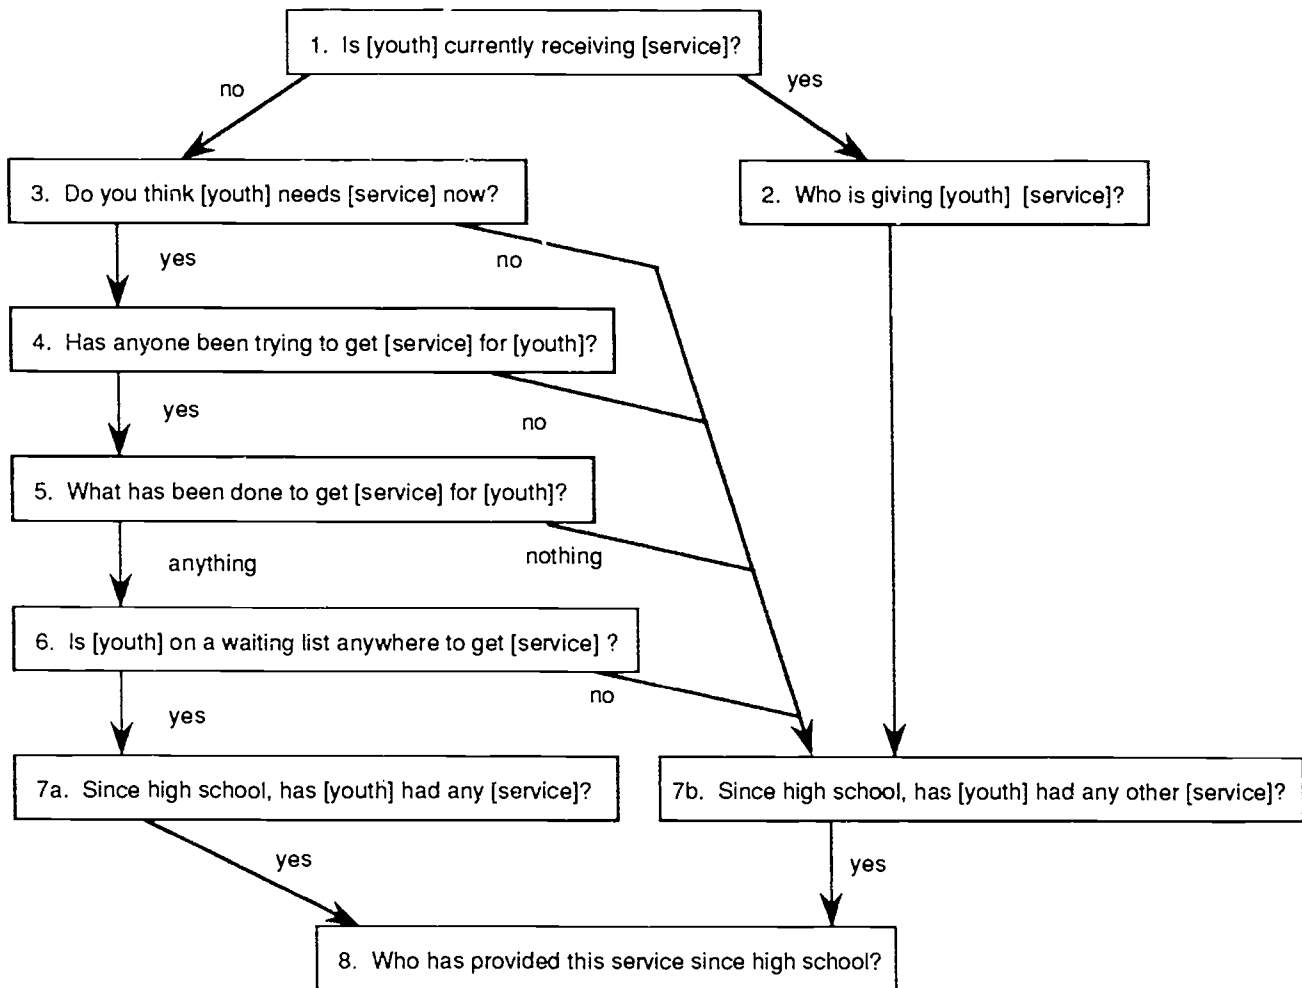 1. Is [youth] currently receiving [service]?
no
yes
3. Do you think [youth] needs [service] now?
2. Who is giving [youth] [service]?
yes
no
4. Has anyone been trying to get [service] for [youth]?
yes
no
5. What has been done to get [service] for [youth]?
anything
nothing
6. Is [youth] on a waiting list anywhere to get [service] ?
yes
no
7a. Since high school, has [youth] had any [service]?
7b. Since high school, has [youth] had any other [service]?
yes
yes
8. Who has provided this service since high school?